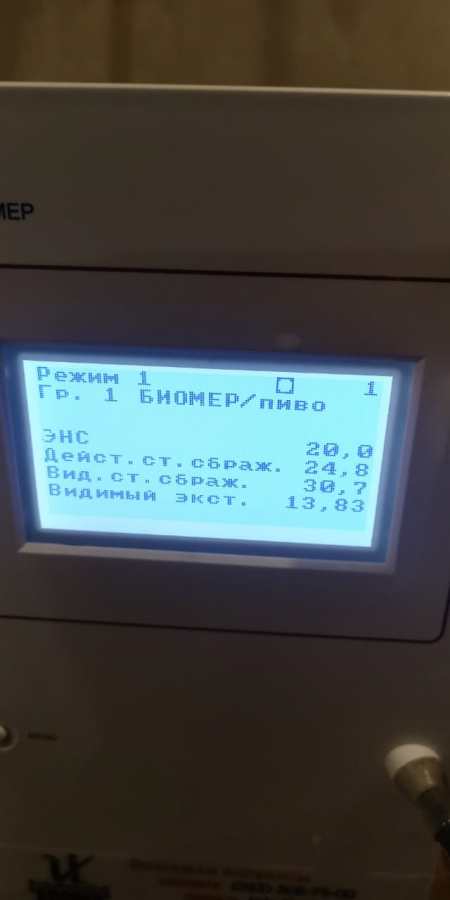 МЕР
Режим 1 1
Гр. 1 БИОМЕР/пиво
ЭНС 20,0
Дейст.ст.сбраж. 24,8
Вид.ст.сбраж. 30,7
Видимый экст. 13,83